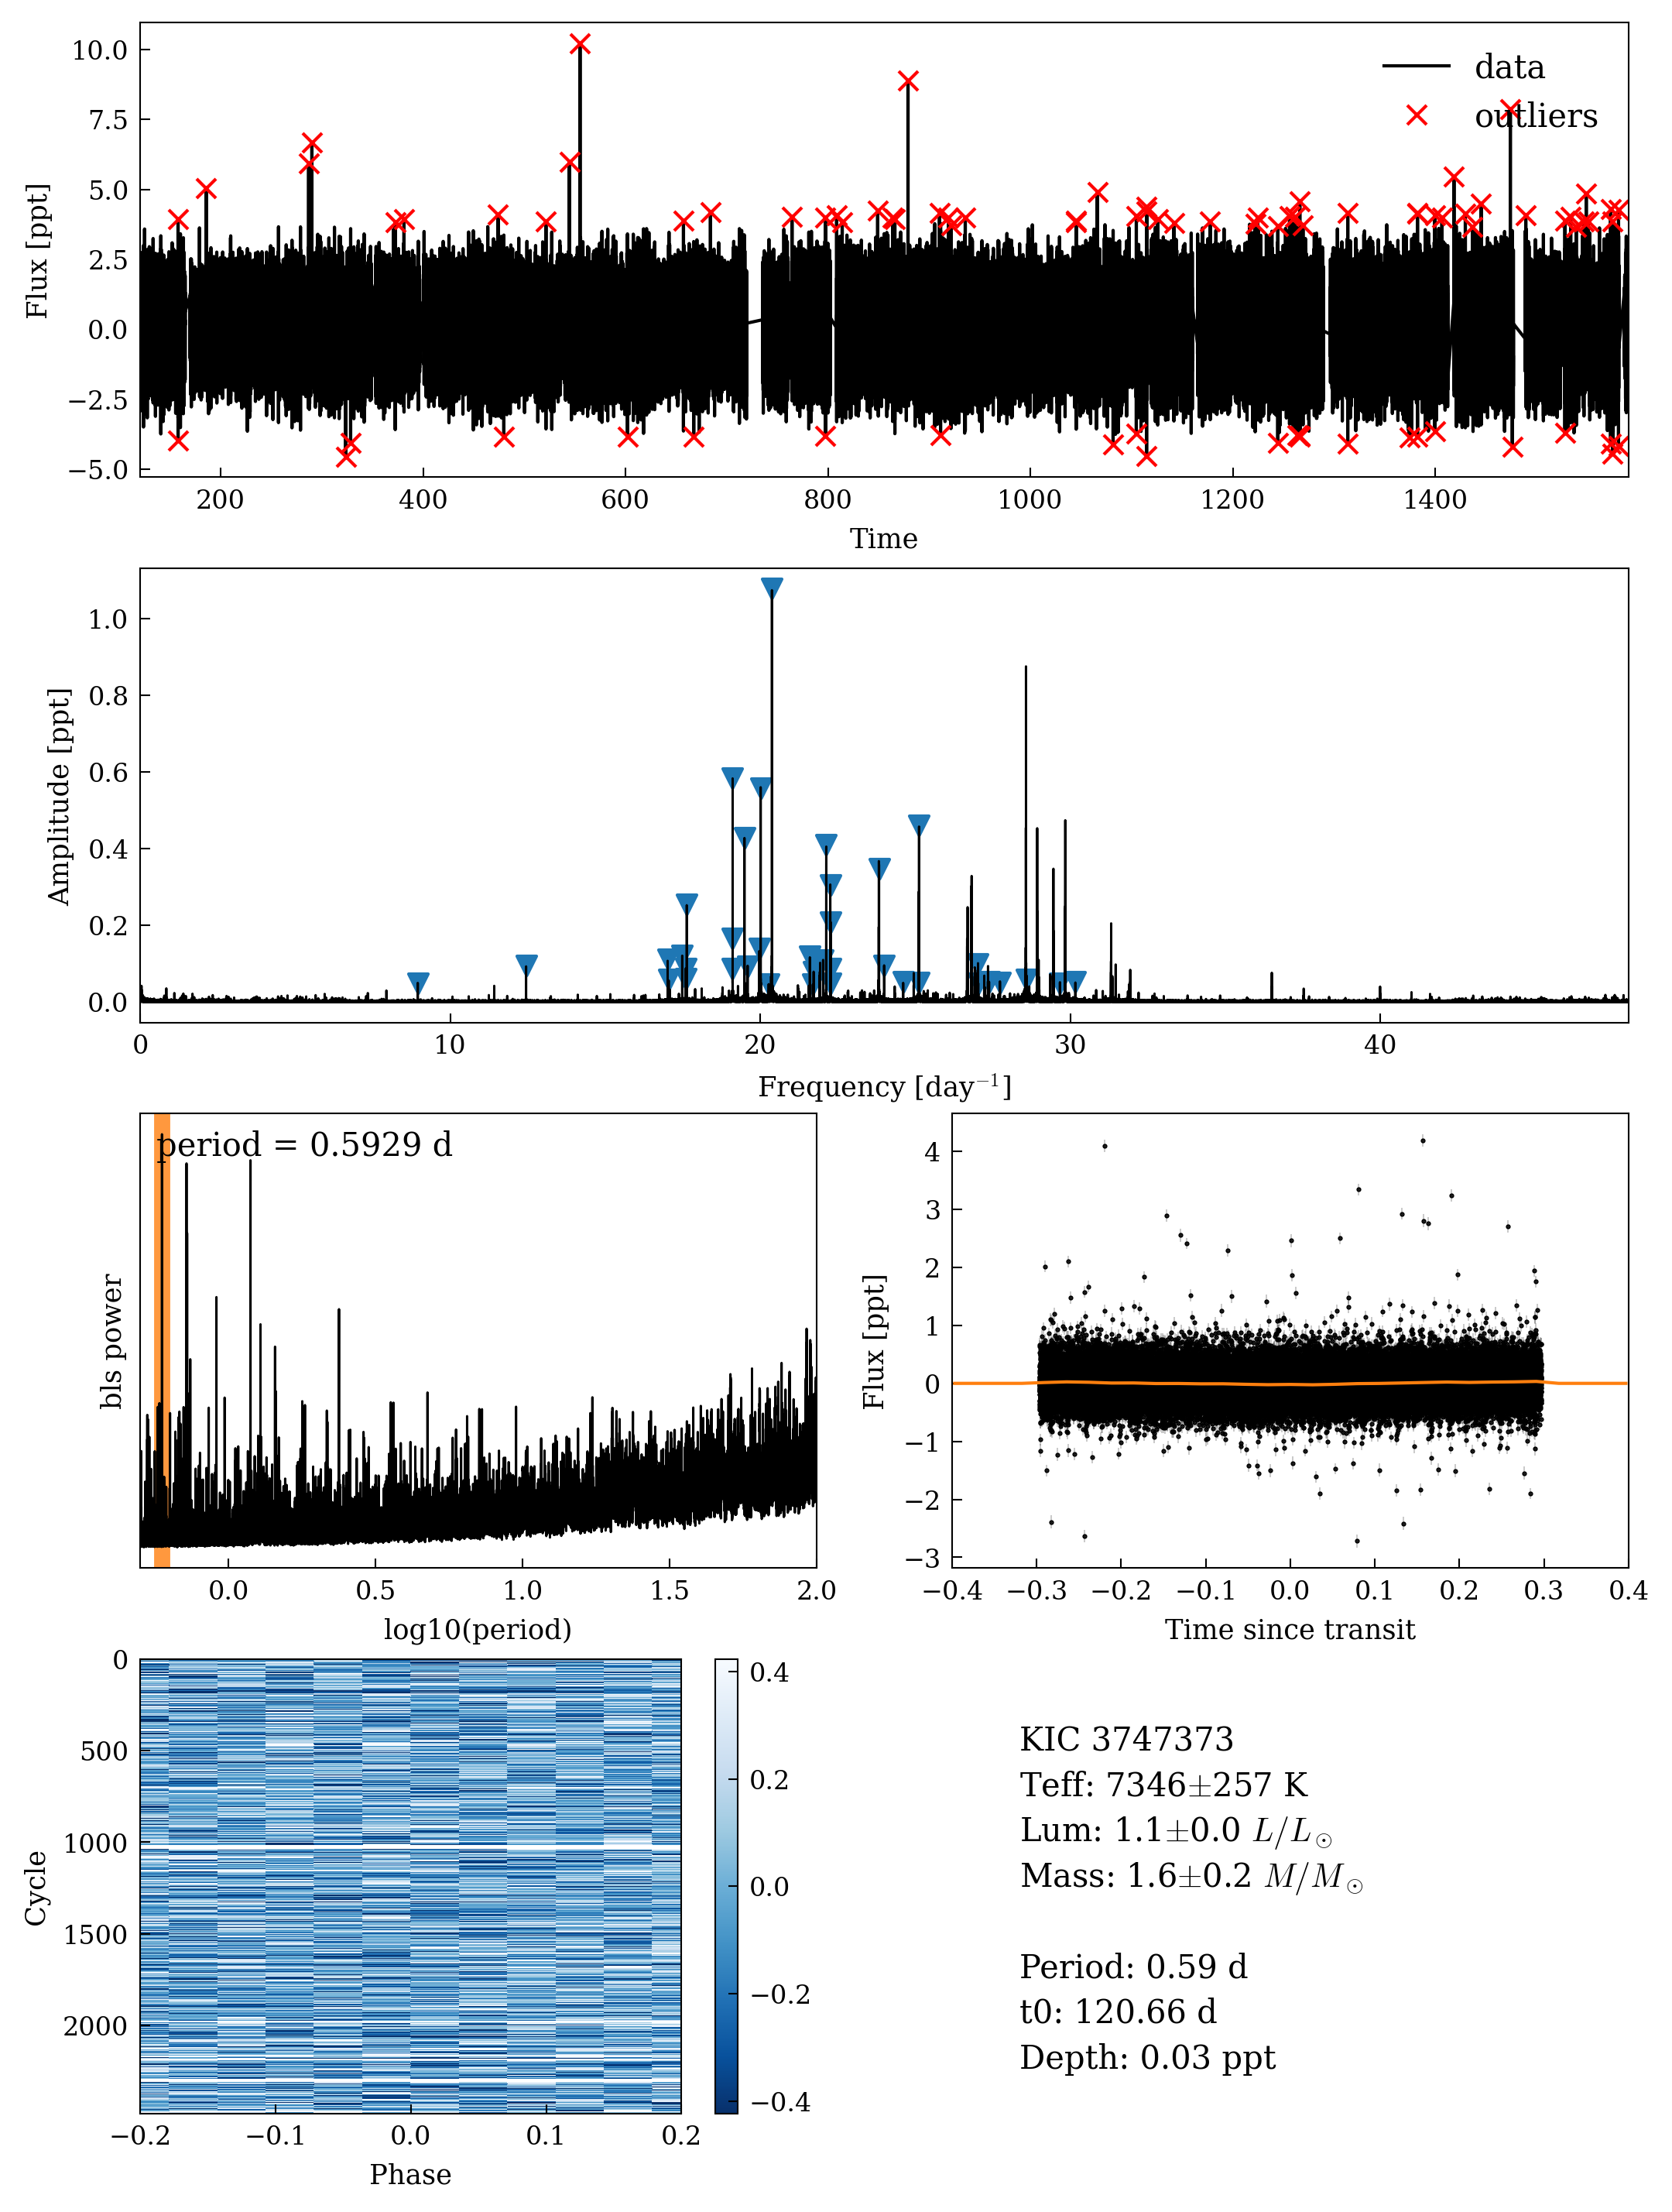 10.0
7.5
5.0
2.5
0.0
−2.5
−5.0
Flux [ppt]
data
outliers
200 400 600 800 1000 1200 1400
Time
1.0
0.8
0.6
0.4
0.2
0.0
Amplitude [ppt]
0 10 20 30 40
Frequency [day⁻¹]
period = 0.5929 d
bls power
0.0 0.5 1.0 1.5 2.0
log10(period)
4
3
2
1
0
−1
−2
−3
Flux [ppt]
−0.4 −0.3 −0.2 −0.1 0.0 0.1 0.2 0.3 0.4
Time since transit
0
500
1000
1500
2000
Cycle
−0.2 −0.1 0.0 0.1 0.2
Phase
0.4
0.2
0.0
−0.2
−0.4
KIC 3747373
Teff: 7346±257 K
Lum: 1.1±0.0 L/L⊙
Mass: 1.6±0.2 M/M⊙
Period: 0.59 d
t0: 120.66 d
Depth: 0.03 ppt